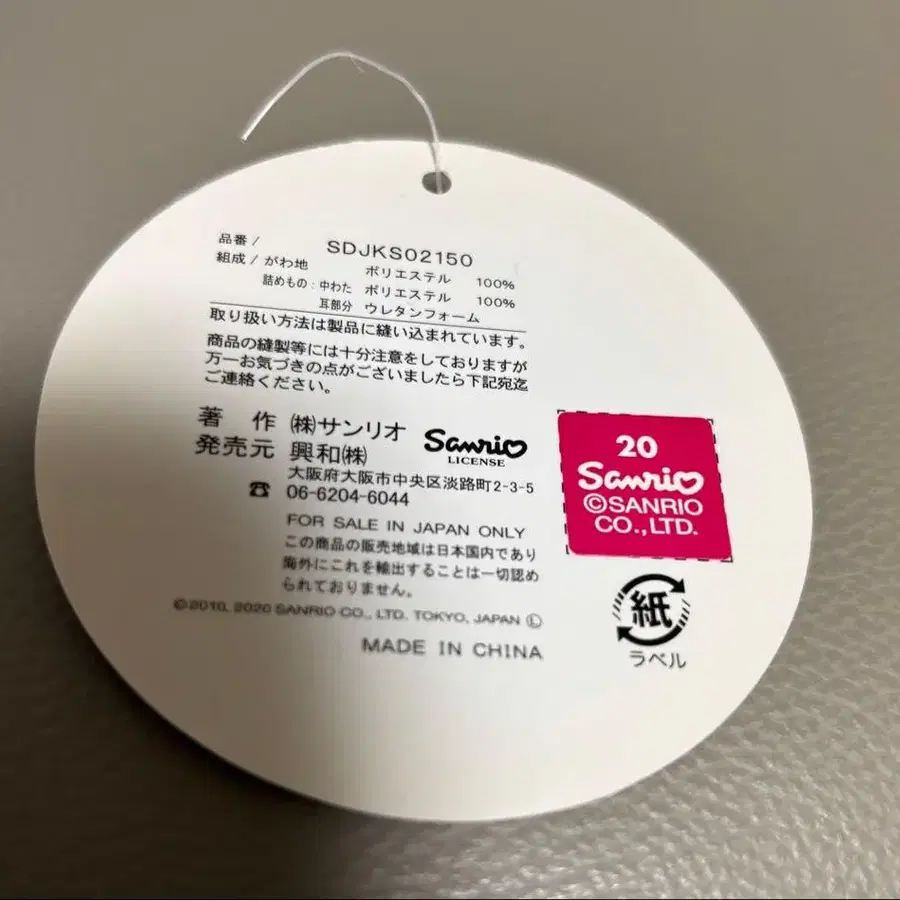 品番 / SDJKS02150
組成 / がわ地 ポリエステル 100%
詰めもの : 中わた ポリエステル 100%
耳部分 ウレタンフォーム
取り扱い方法は製品に縫い込まれています。
商品の縫製等には十分注意をしておりますが
万一お気づきの点がございましたら下記宛迄
ご連絡ください。
著 作 ㈱サンリオ
発売元 興和㈱
Sanrio
LICENSE
大阪府大阪市中央区淡路町2-3-5
☎ 06-6204-6044
FOR SALE IN JAPAN ONLY
この商品の販売地域は日本国内であり
海外にこれを輸出することは一切認め
られておりません。
©2010, 2020 SANRIO CO., LTD. TOKYO, JAPAN Ⓛ
MADE IN CHINA
20
Sanrio
©SANRIO
CO.,LTD.
紙
ラベル